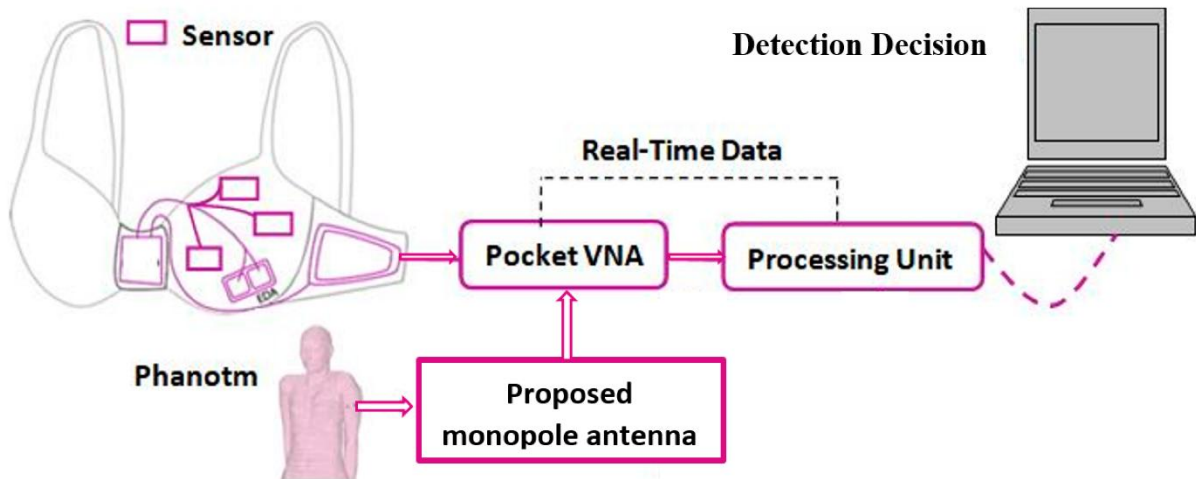 Sensor
Detection Decision
Real-Time Data
Pocket VNA
Processing Unit
EDA
Phanotm
Proposed
monopole antenna